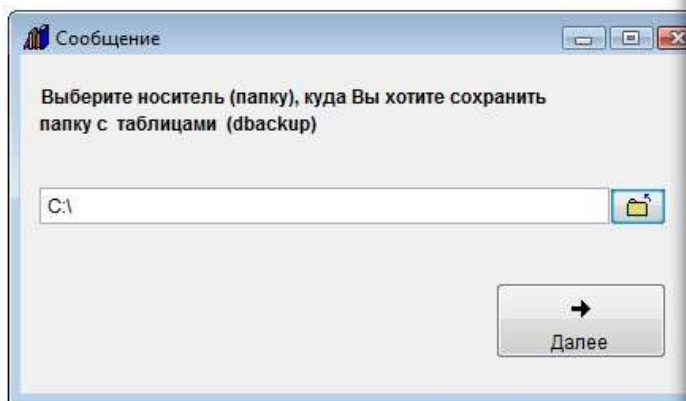 Сообщение
Выберите носитель (папку), куда Вы хотите сохранить
папку с таблицами (dbackup)
C:\
Далее